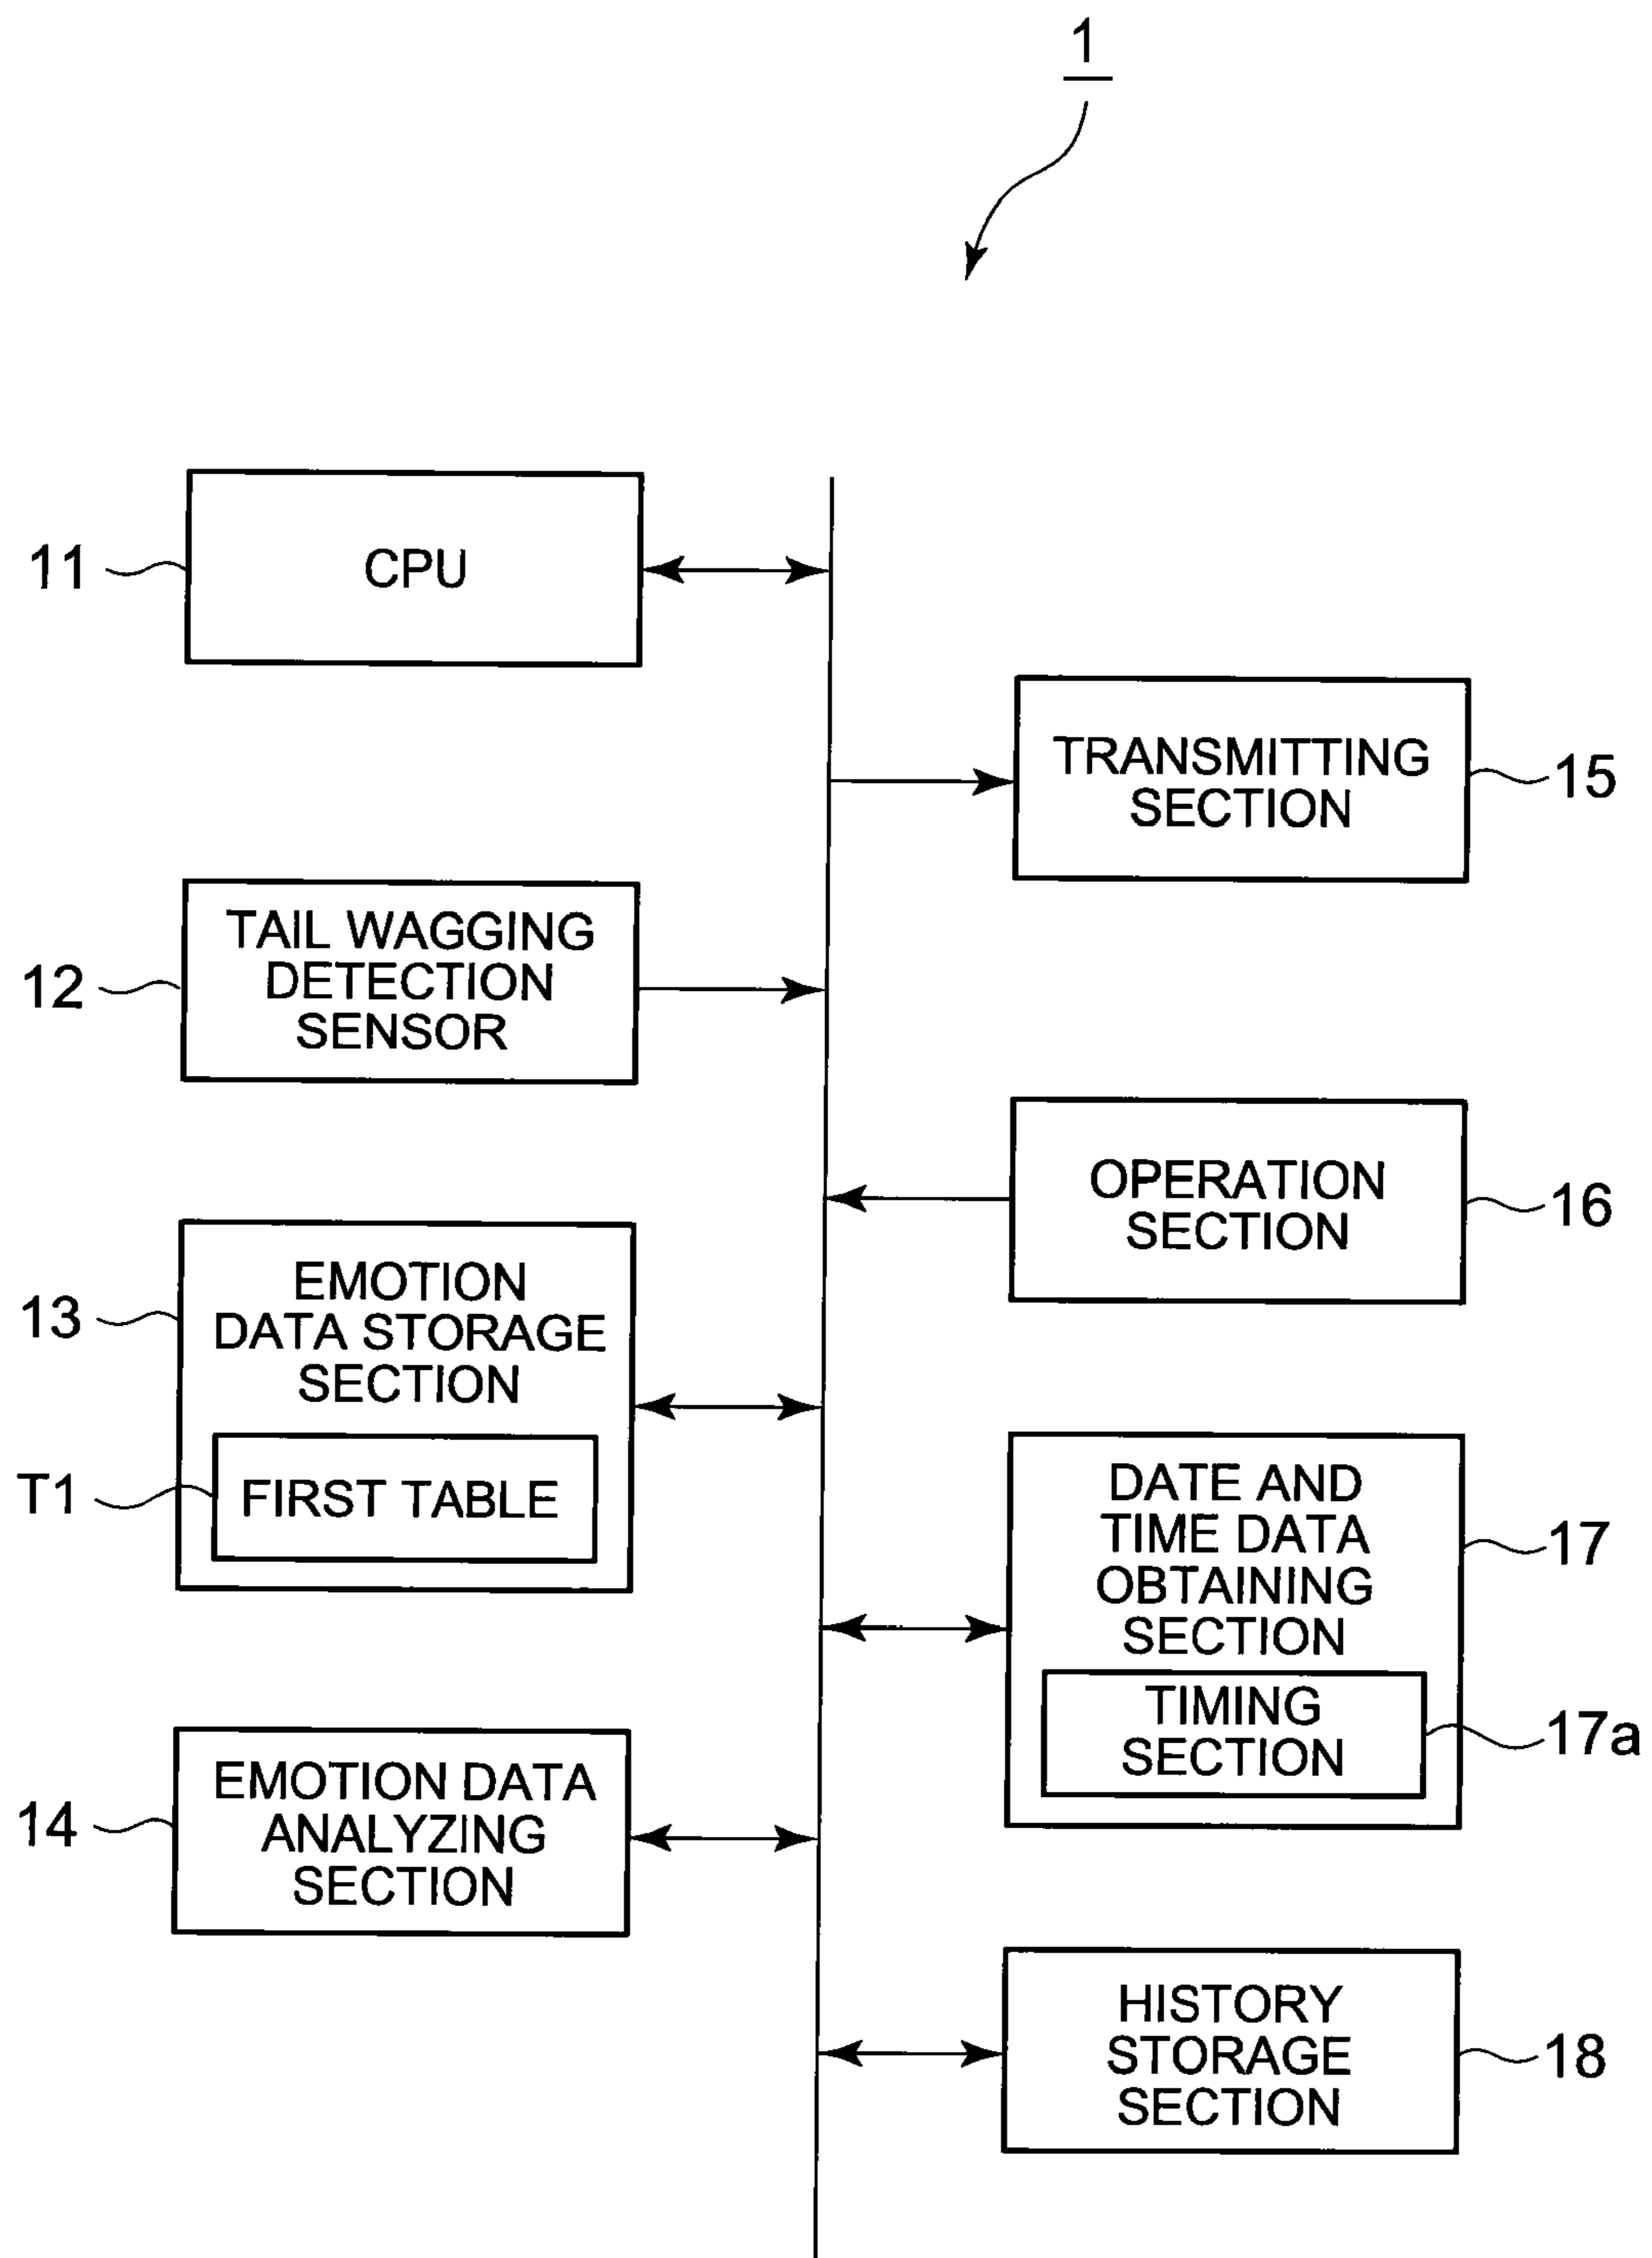 1
11
CPU
TRANSMITTING
SECTION
15
12
TAIL WAGGING
DETECTION
SENSOR
OPERATION
SECTION
16
13
EMOTION
DATA STORAGE
SECTION
T1
FIRST TABLE
DATE AND
TIME DATA
OBTAINING
SECTION
17
TIMING
SECTION
17a
14
EMOTION DATA
ANALYZING
SECTION
HISTORY
STORAGE
SECTION
18